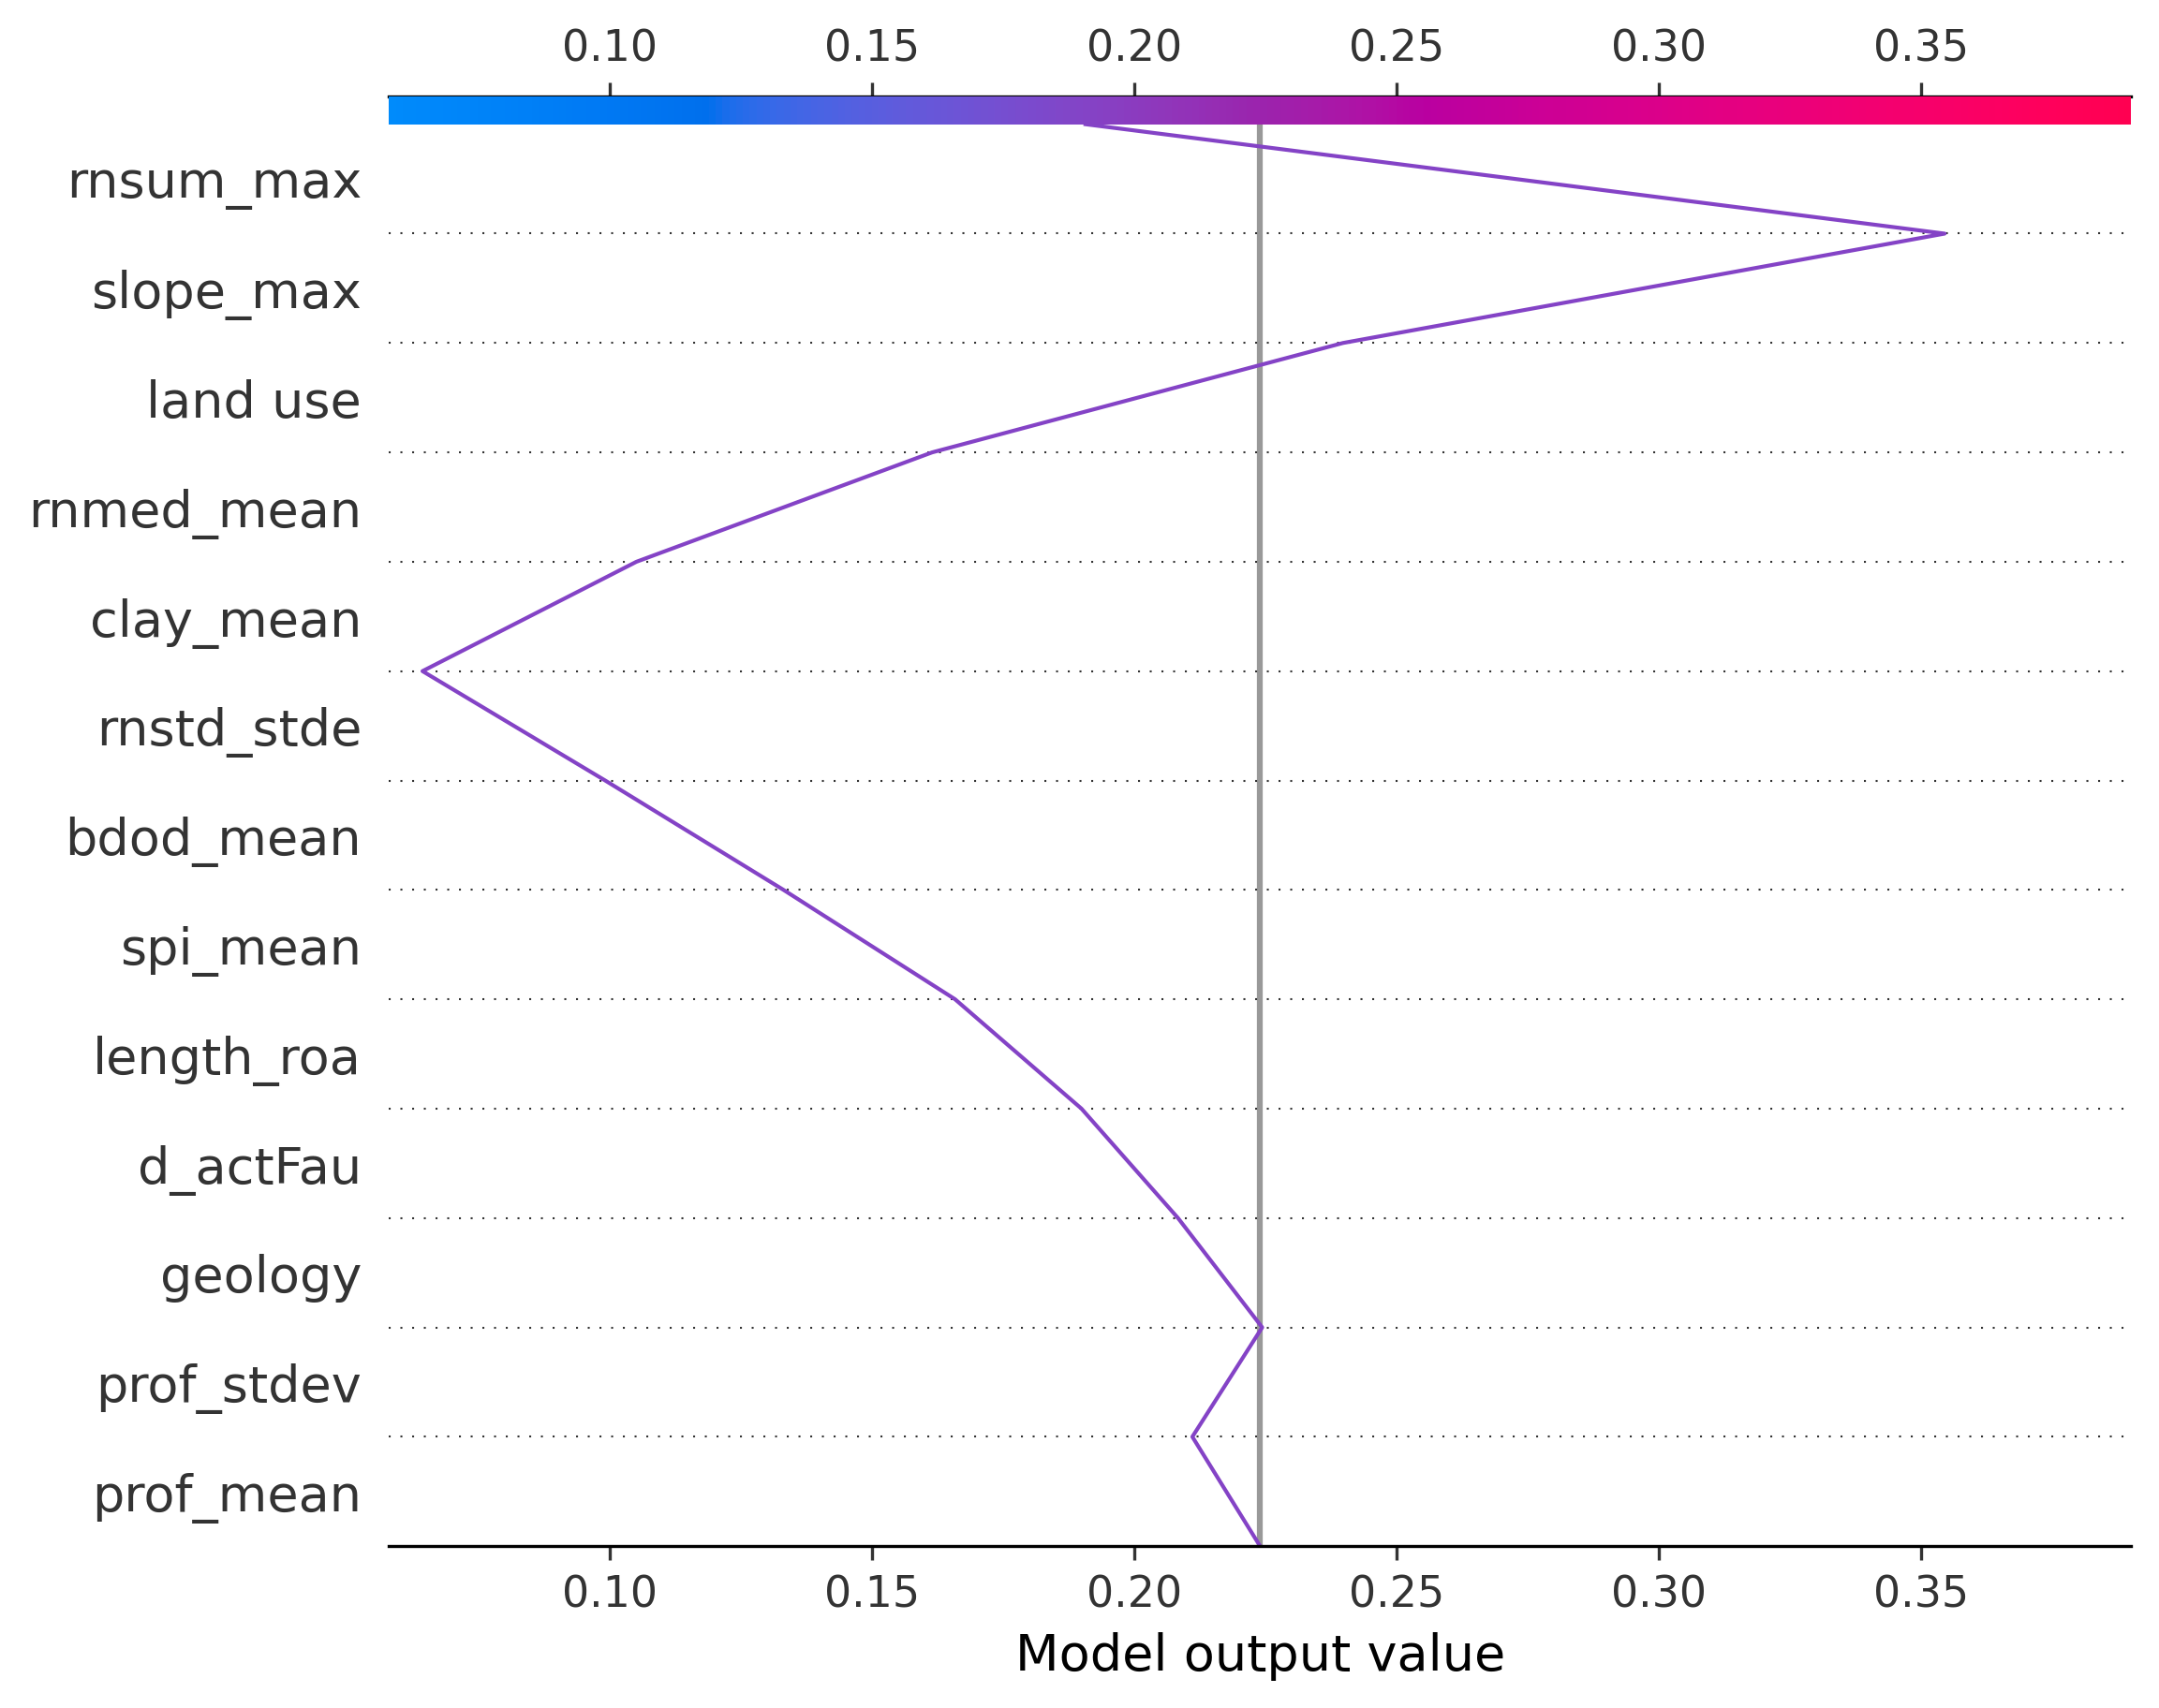 0.10 0.15 0.20 0.25 0.30 0.35
rnsum_max
slope_max
land use
rnmed_mean
clay_mean
rnstd_stde
bdod_mean
spi_mean
length_roa
d_actFau
geology
prof_stdev
prof_mean
0.10 0.15 0.20 0.25 0.30 0.35
Model output value